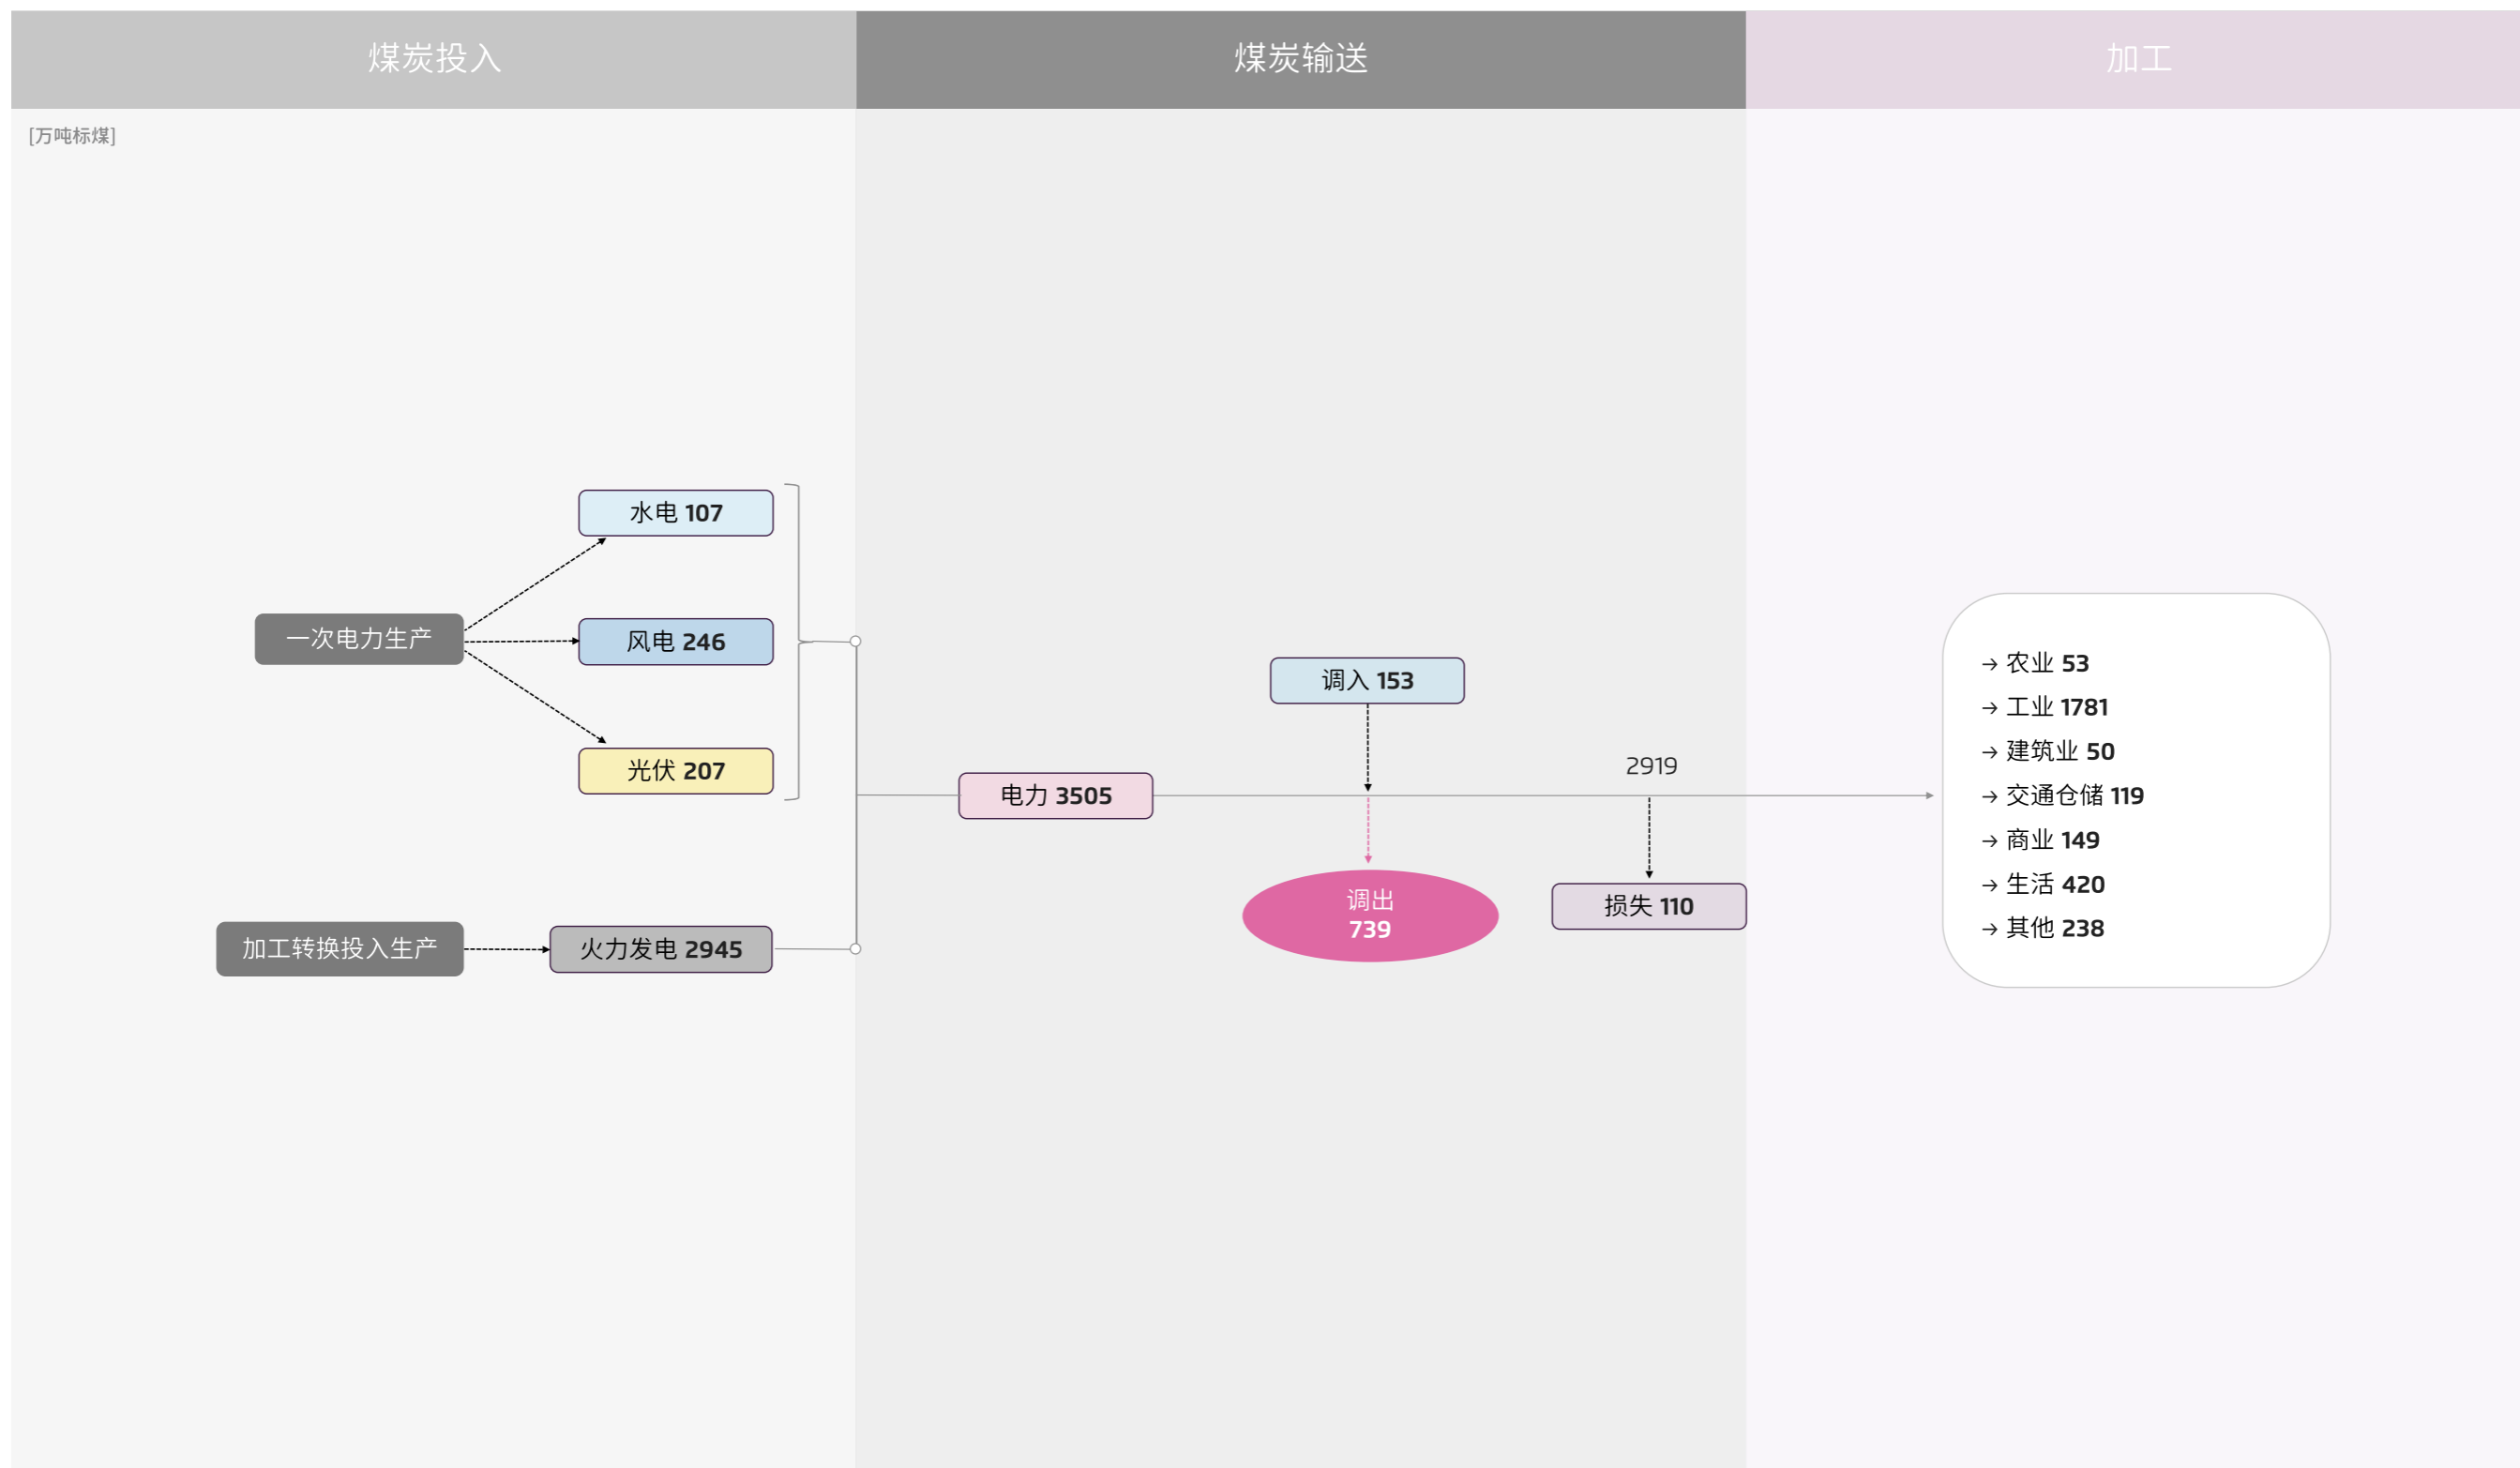 煤炭投入
煤炭输送
加工
[万吨标煤]
水电 107
一次电力生产
风电 246
光伏 207
加工转换投入生产
火力发电 2945
电力 3505
调入 153
调出
739
2919
损失 110
→ 农业 53
→ 工业 1781
→ 建筑业 50
→ 交通仓储 119
→ 商业 149
→ 生活 420
→ 其他 238